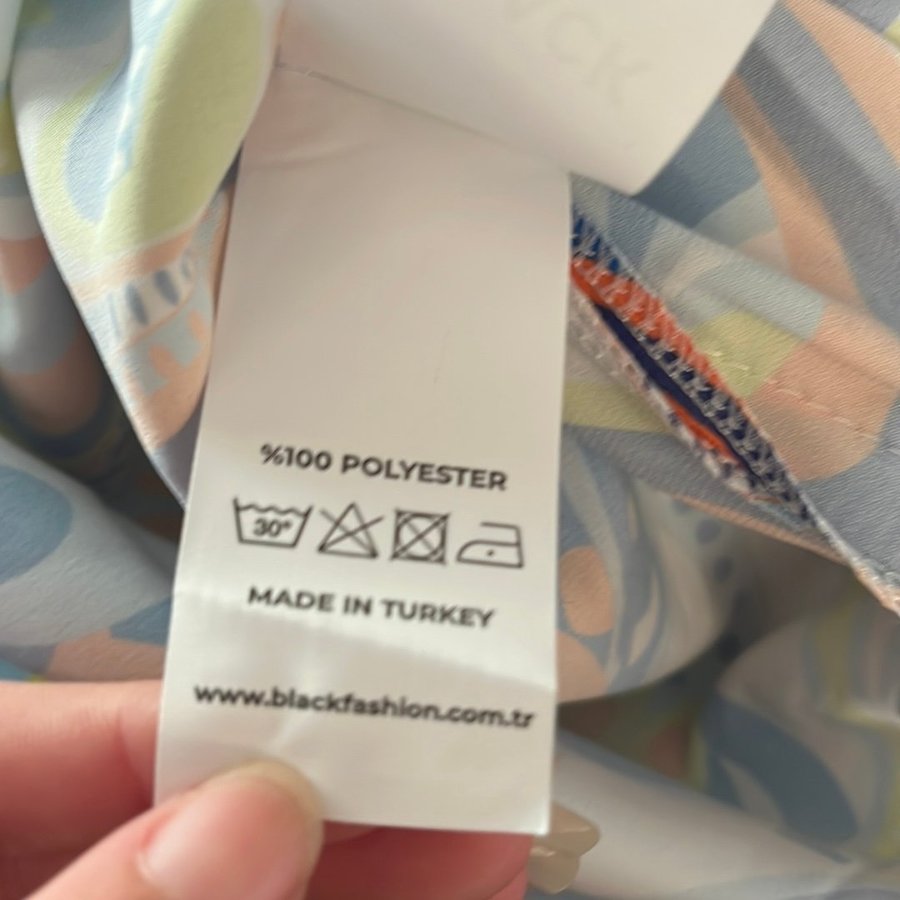 %100 POLYESTER
30°
MADE IN TURKEY
www.blackfashion.com.tr